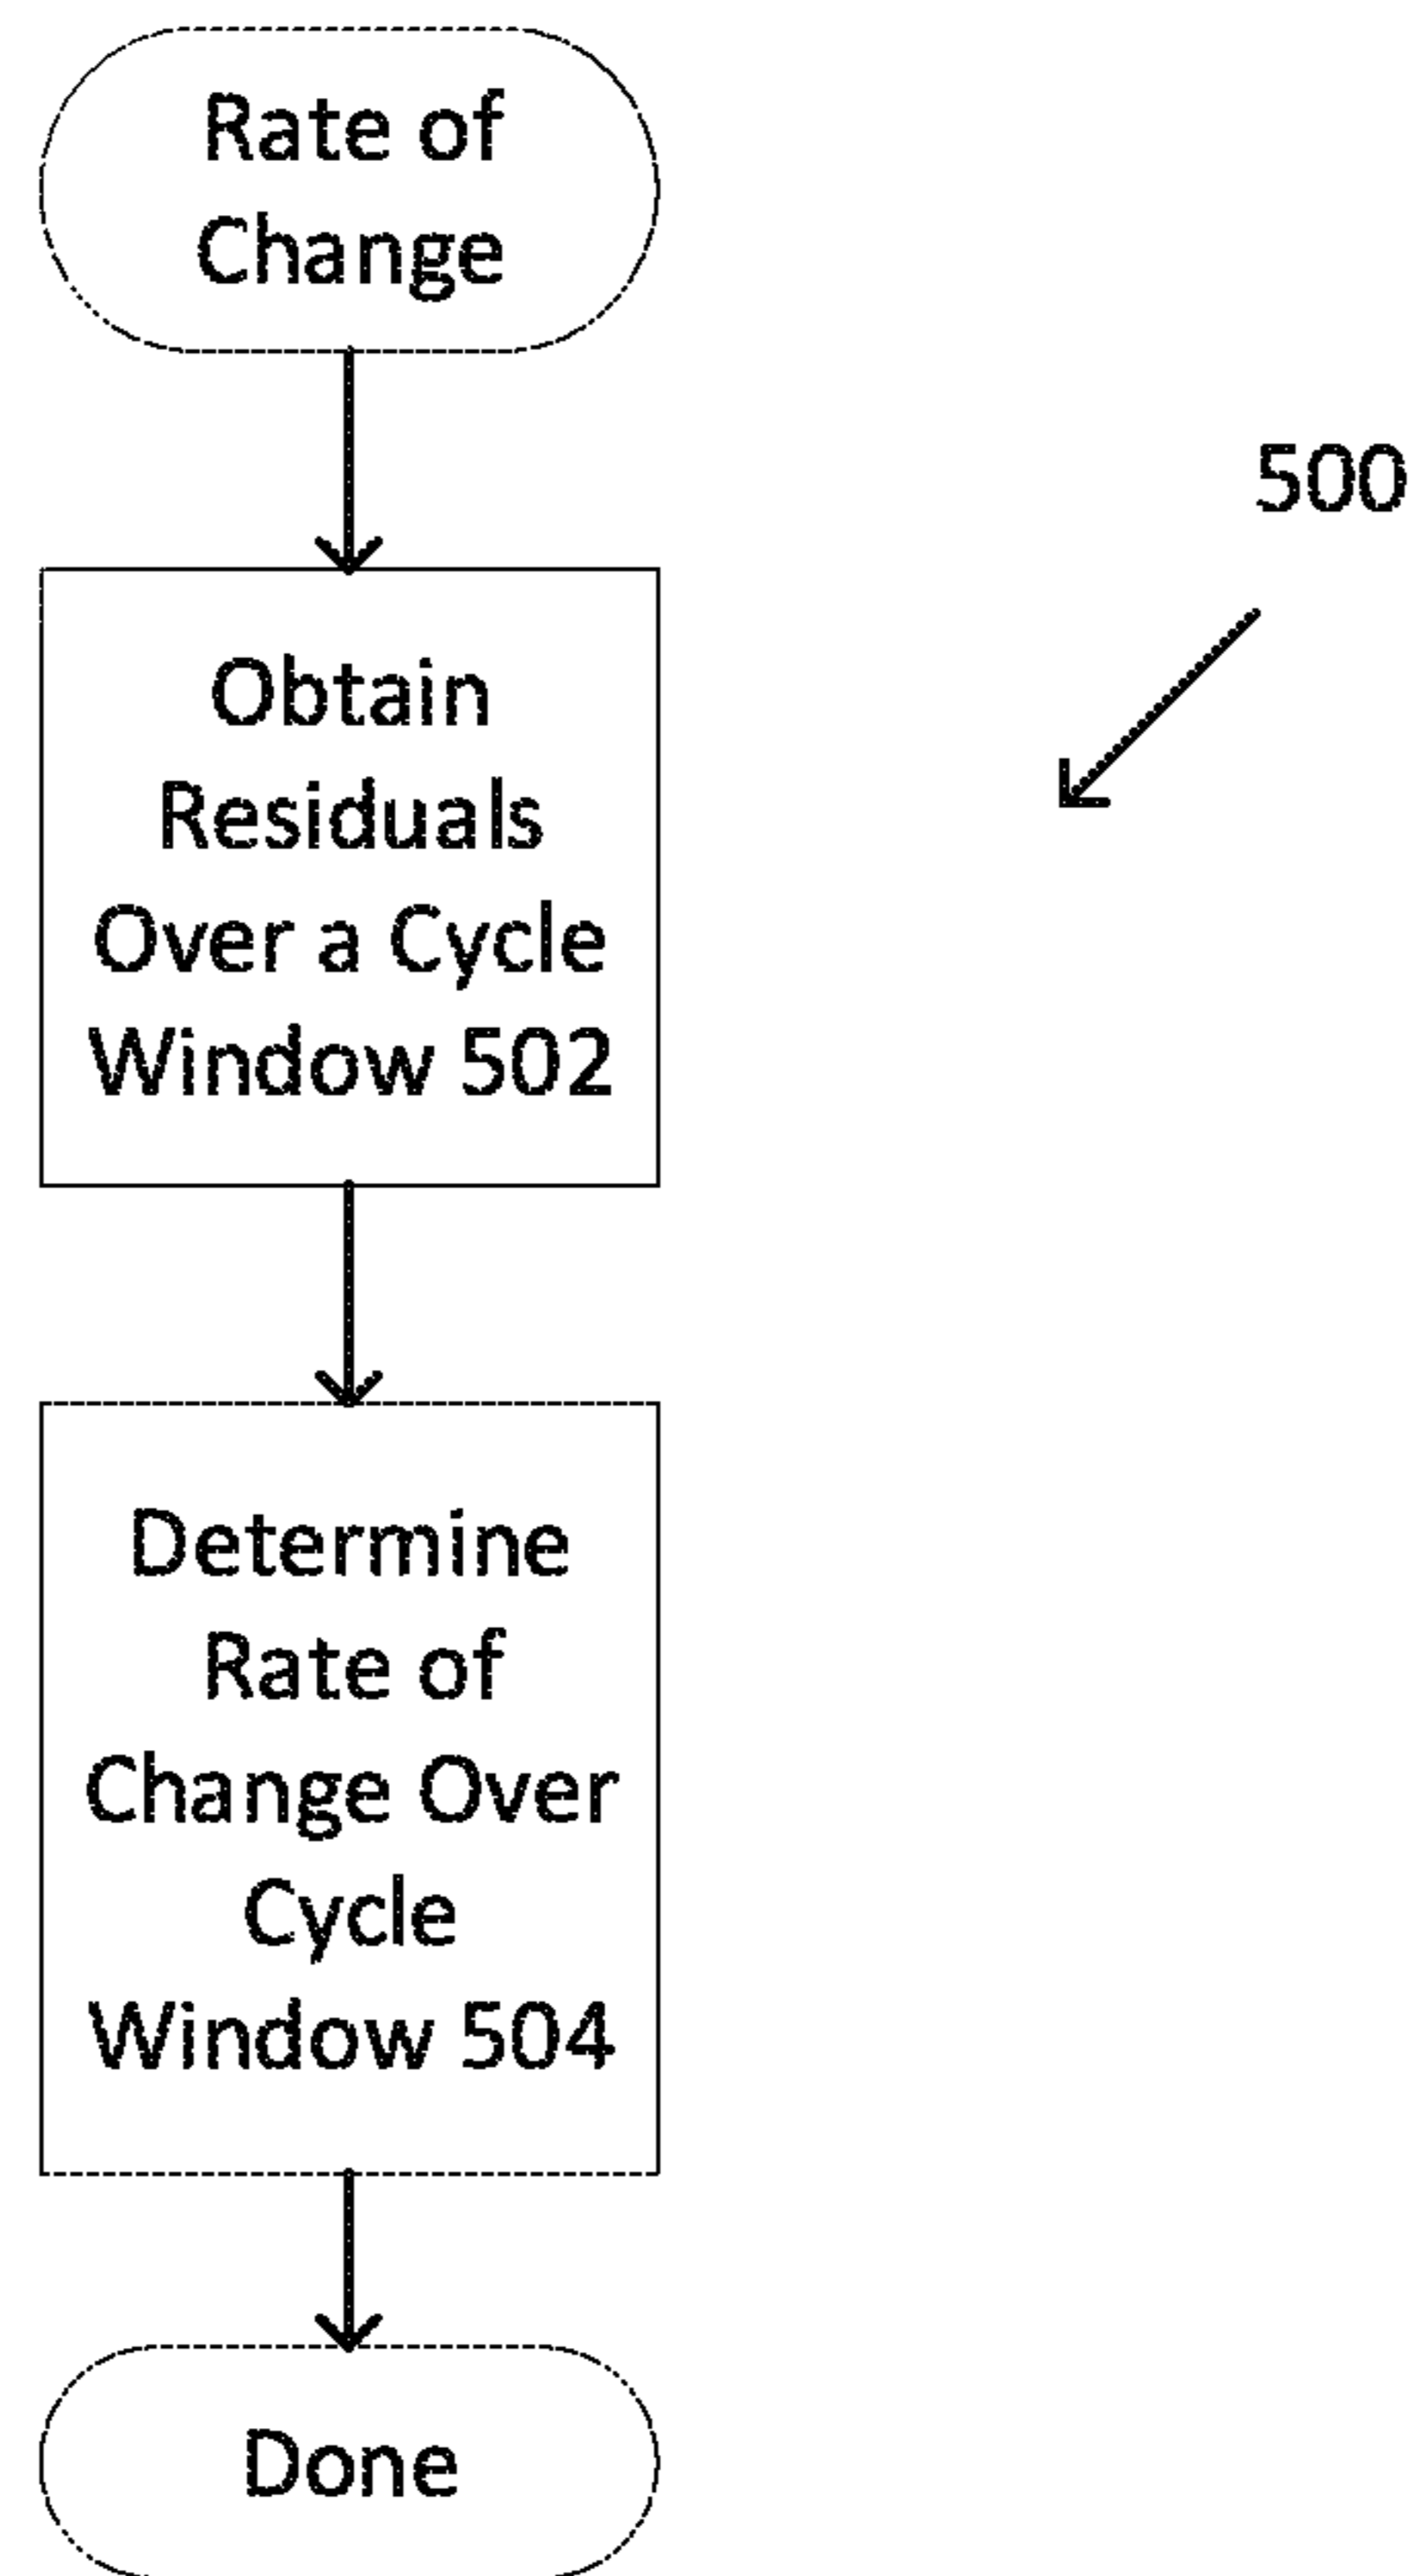 Rate of
Change
500
Obtain
Residuals
Over a Cycle
Window 502
Determine
Rate of
Change Over
Cycle
Window 504
Done